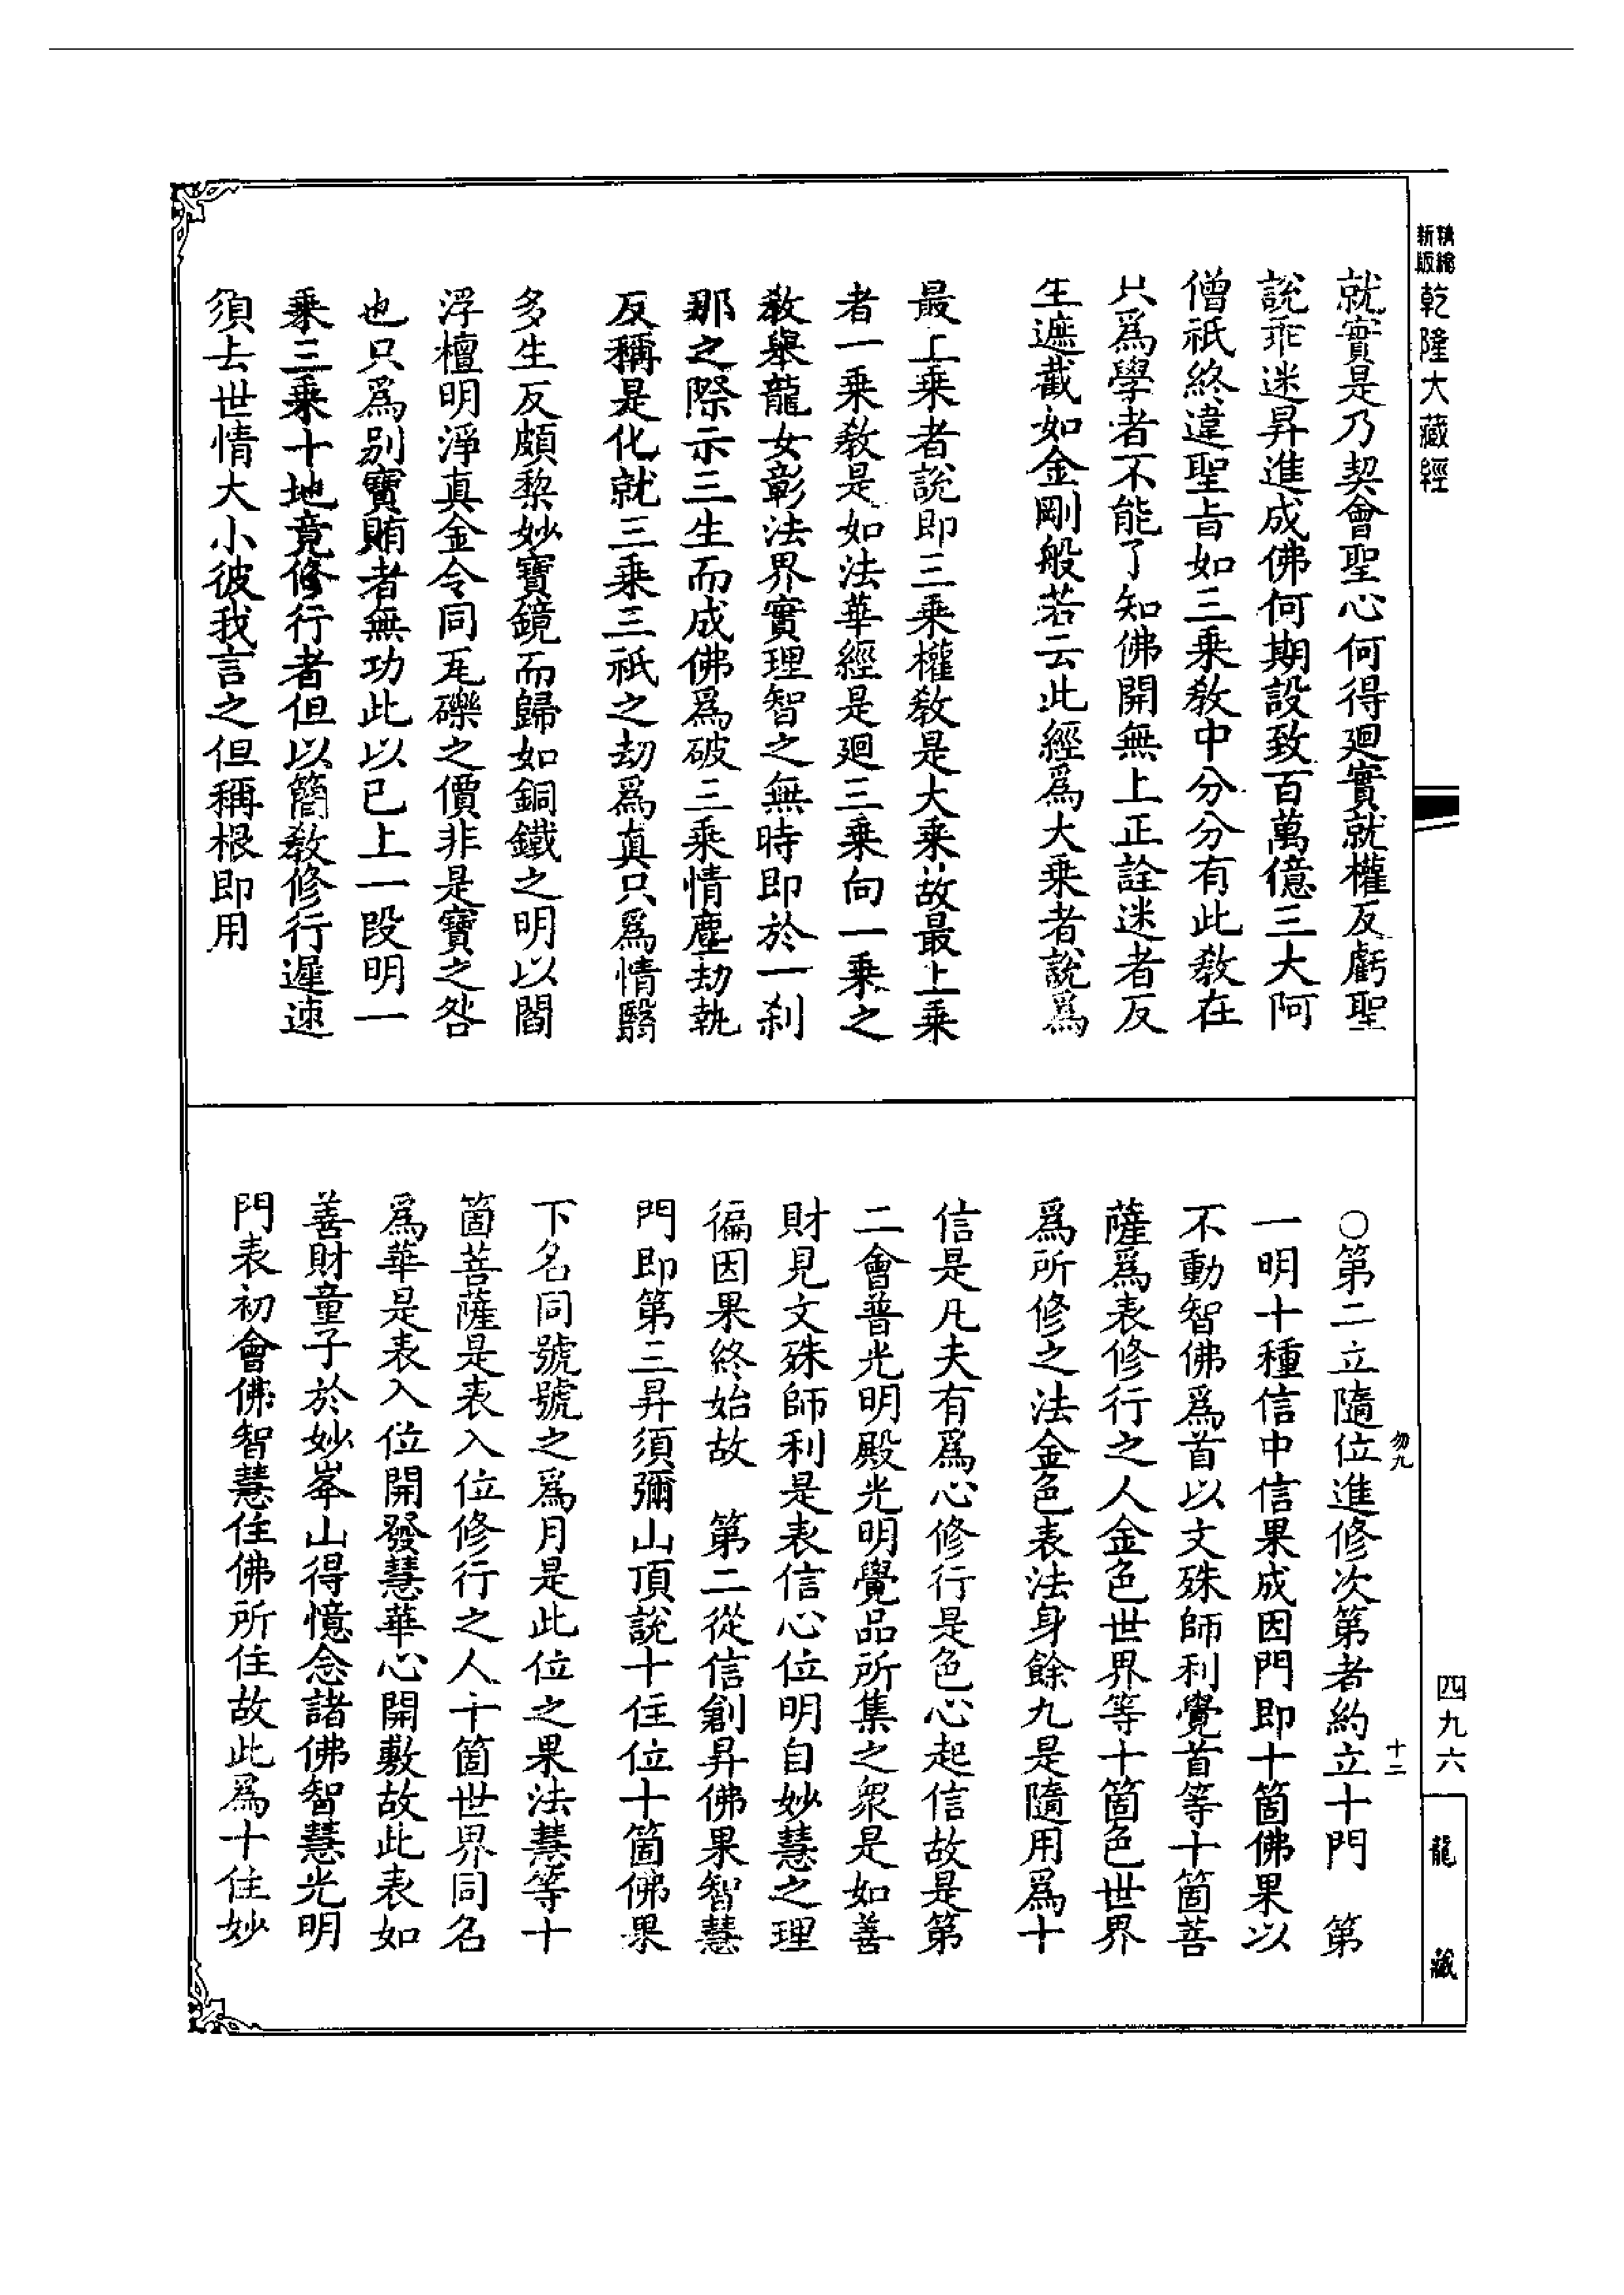 精繪新版乾隆大藏經
就實是乃契會聖心何得廻實就權反虧聖
說乖迷昇進成佛何期設致百萬億三大阿
僧祇終違聖旨如三乘敎中分分有此敎在
只爲學者不能了知佛開無上正詮迷者反
生遮截如金剛般若云此經爲大乘者說爲
最上乘者說即三乘權敎是大乘故最上乘
者一乘敎是如法華經是廻三乘向一乘之
敎舉龍女彰法界實理智之無時即於一刹
那之際示三生而成佛爲破三乘情塵劫執
反稱是化就三乘三祇之劫爲眞只爲情翳
多生反頗黎妙寶鏡而歸如銅鐵之明以閻
浮檀明淨真金令同瓦礫之價非是寶之咎
也只爲別寶賄者無功此以已上一段明一
乘三乘十地竟修行者但以簡敎修行遲速
須去世情大小彼我言之但稱根即用
〇第二立隨位進修次第者約立十門　第
一明十種信中信果成因門即十箇佛果以
不動智佛爲首以文殊師利覺首等十箇菩
薩爲表修行之人金色世界等十箇色世界
爲所修之法金色表法身餘九是隨用爲十
信是凡夫有爲心修行是色心起信故是第
二會普光明殿光明覺品所集之衆是如善
財見文殊師利是表信心位明自妙慧之理
徧因果終始故　第二從信創昇佛果智慧
門即第三昇須彌山頂說十住位十箇佛果
下名同號號之爲月是此位之果法慧等十
箇菩薩是表入位修行之人十箇世界同名
爲華是表入位開發慧華心開敷故此表如
善財童子於妙峯山得憶念諸佛智慧光明
門表初會佛智慧住佛所住故此爲十住妙
勿九
十二
四九六
龍藏